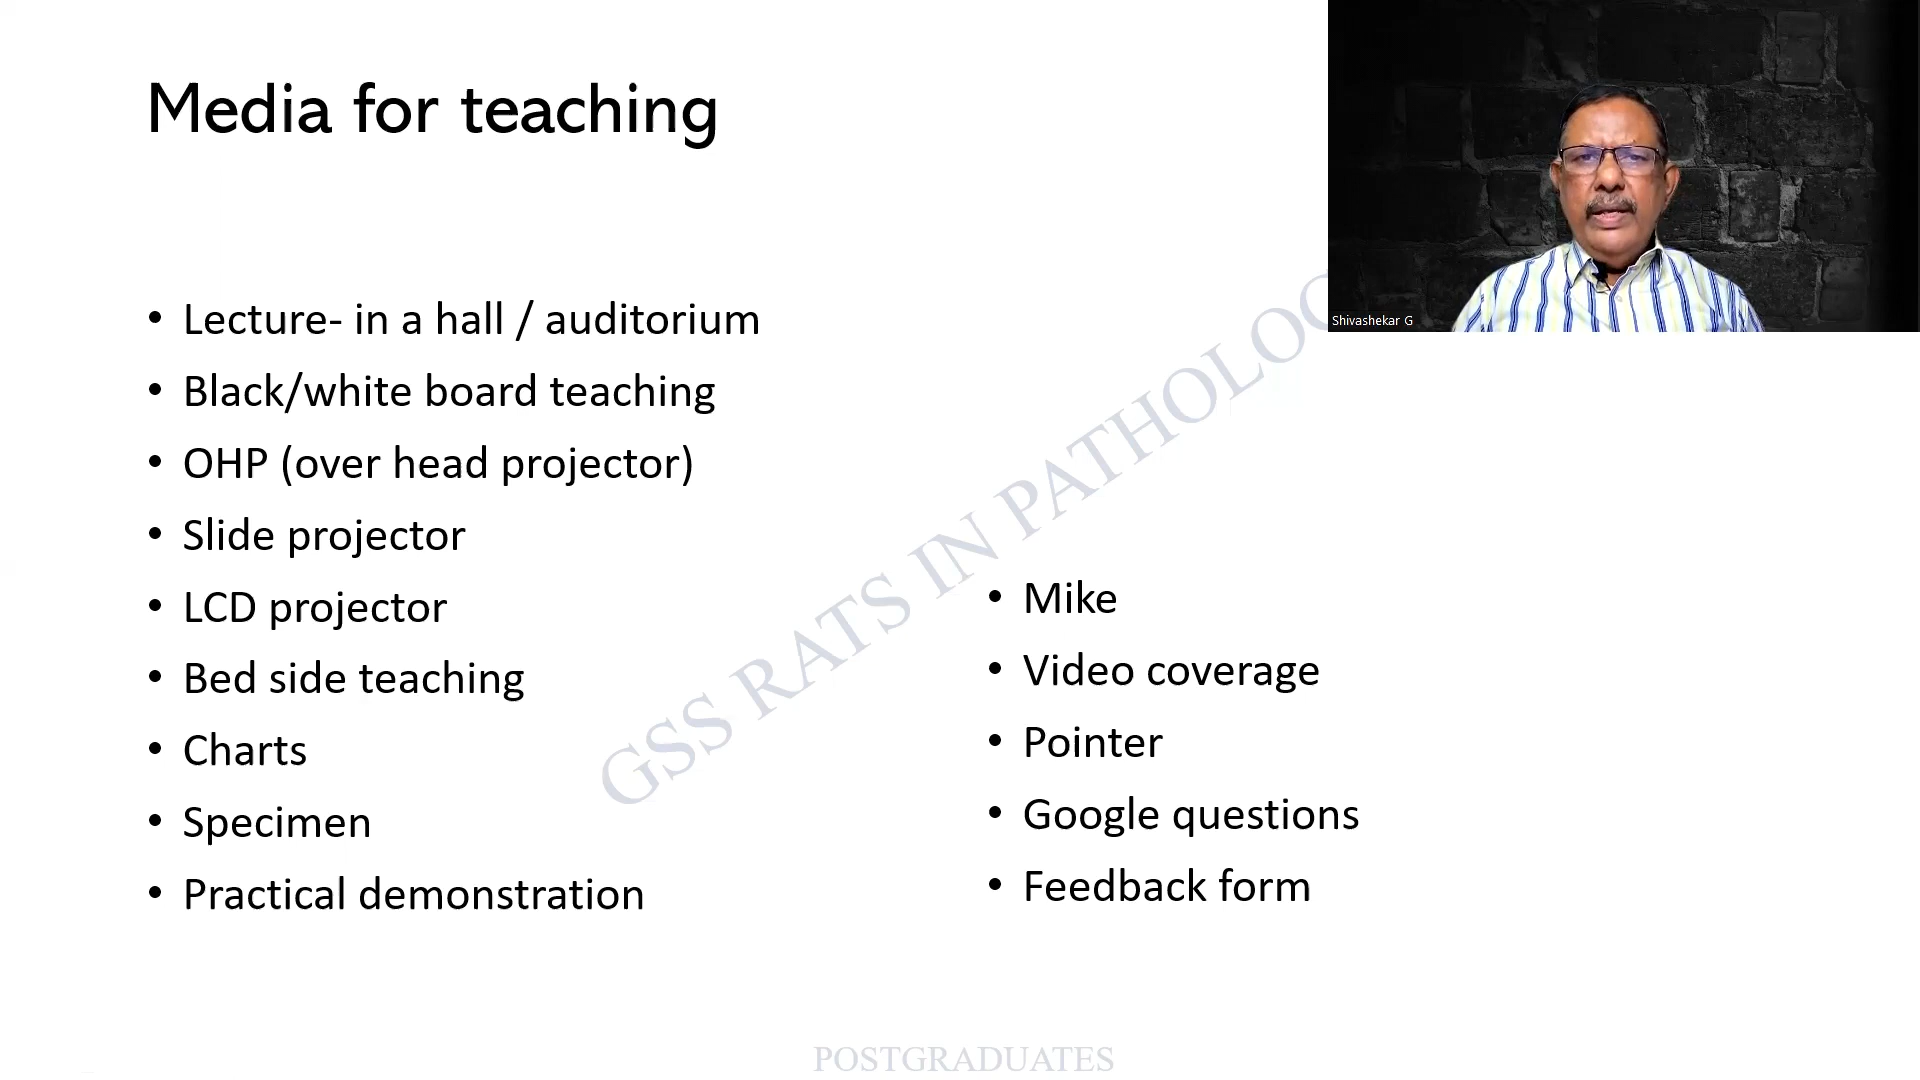 Media for teaching
Shivashekar G
• Lecture- in a hall / auditorium
• Black/white board teaching
• OHP (over head projector)
• Slide projector
• LCD projector
• Bed side teaching
• Charts
• Specimen
• Practical demonstration
• Mike
• Video coverage
• Pointer
• Google questions
• Feedback form
GSS RATS IN PATHOLOG
POSTGRADUATES